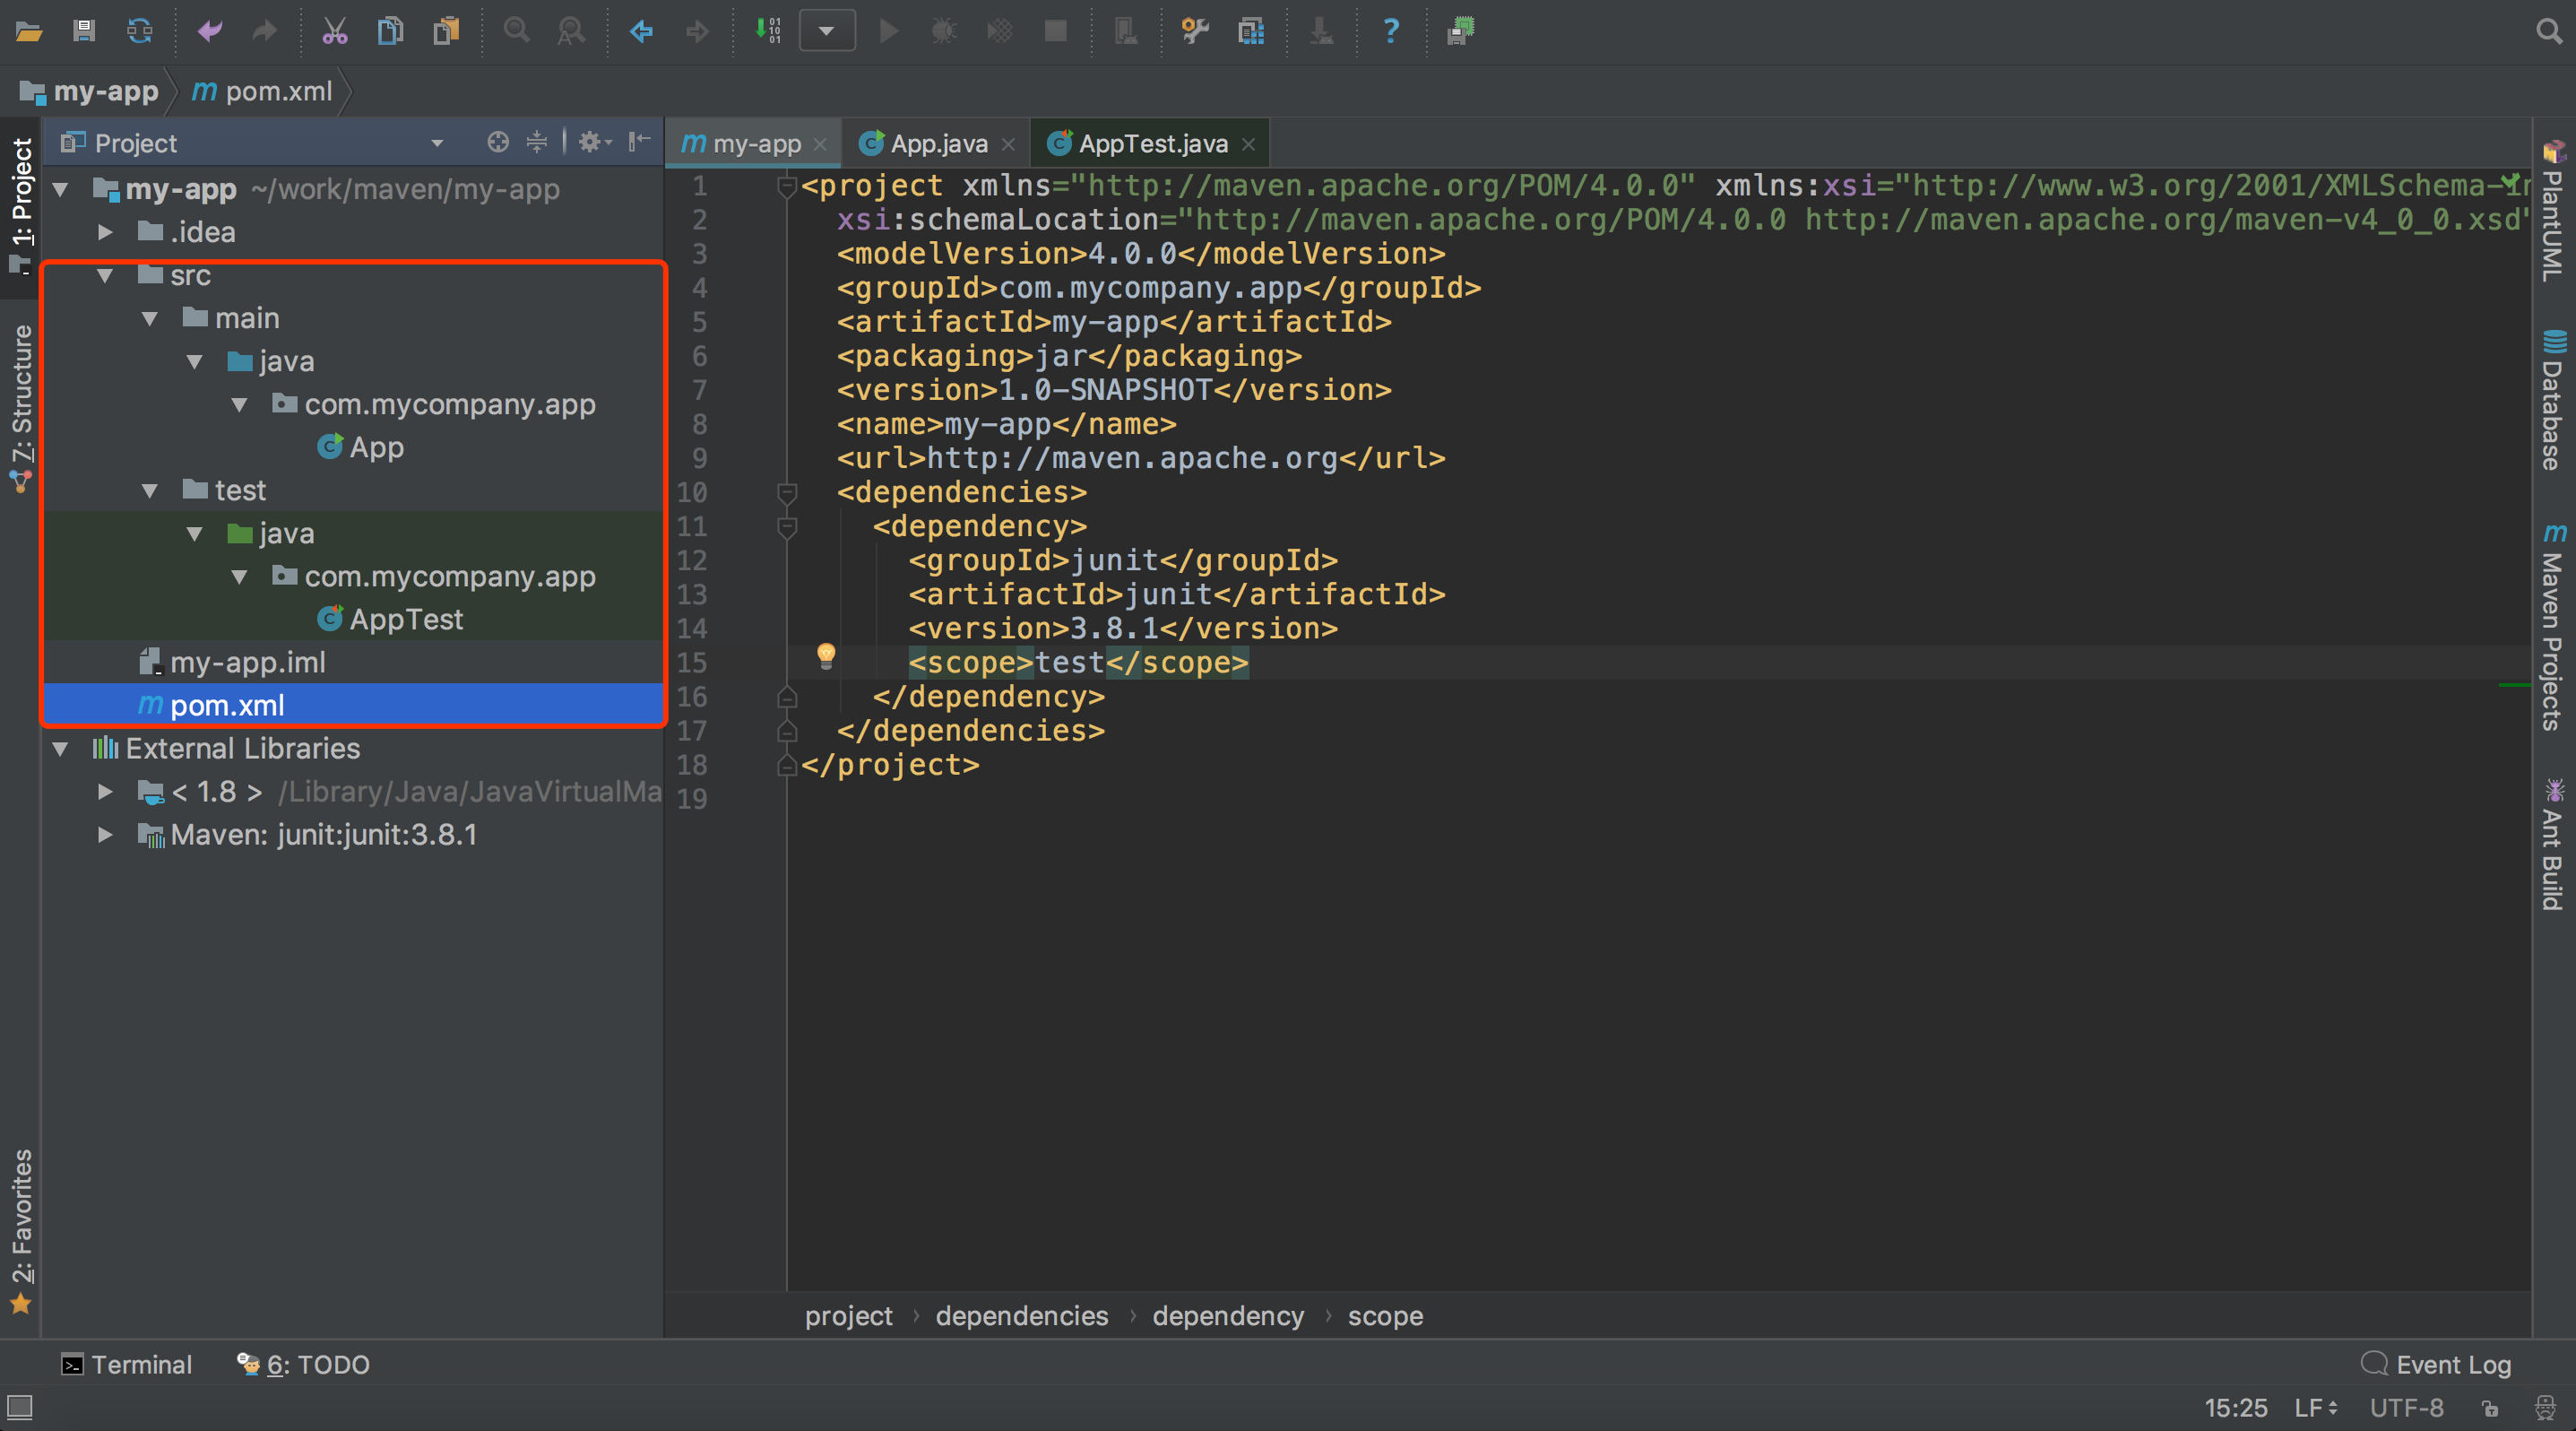 my-app
pom.xml
1: Project
7: Structure
2: Favorites
Project
my-app ~/work/maven/my-app
.idea
src
main
java
com.mycompany.app
App
test
java
com.mycompany.app
AppTest
my-app.iml
pom.xml
External Libraries
< 1.8 > /Library/Java/JavaVirtualMa
Maven: junit:junit:3.8.1
my-app
App.java
AppTest.java
1 <project xmlns="http://maven.apache.org/POM/4.0.0" xmlns:xsi="http://www.w3.org/2001/XMLSchema-in
2 xsi:schemaLocation="http://maven.apache.org/POM/4.0.0 http://maven.apache.org/maven-v4_0_0.xsd"
3 <modelVersion>4.0.0</modelVersion>
4 <groupId>com.mycompany.app</groupId>
5 <artifactId>my-app</artifactId>
6 <packaging>jar</packaging>
7 <version>1.0-SNAPSHOT</version>
8 <name>my-app</name>
9 <url>http://maven.apache.org</url>
10 <dependencies>
11 <dependency>
12 <groupId>junit</groupId>
13 <artifactId>junit</artifactId>
14 <version>3.8.1</version>
15 <scope>test</scope>
16 </dependency>
17 </dependencies>
18 </project>
19
project › dependencies › dependency › scope
PlantUML
Database
Maven Projects
Ant Build
Terminal
6: TODO
Event Log
15:25
LF
UTF-8